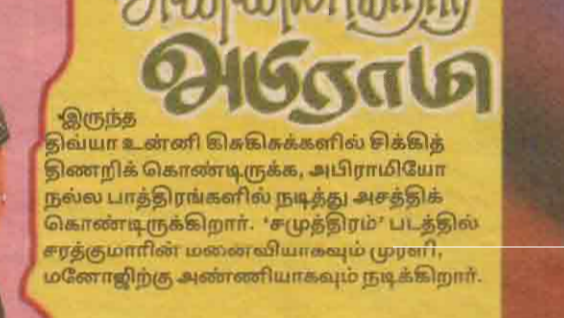 அபிராமி
இருந்த
திவ்யா உன்னி கிசுகிசுக்களில் சிக்கித்
திணறிக் கொண்டிருக்க, அபிராமியோ
நல்ல பாத்திரங்களில் நடித்து அசத்திக்
கொண்டிருக்கிறார். 'சமுத்திரம்' படத்தில்
சரத்குமாரின் மனைவியாகவும் முரளி,
மனோஜிற்கு அண்ணியாகவும் நடிக்கிறார்.